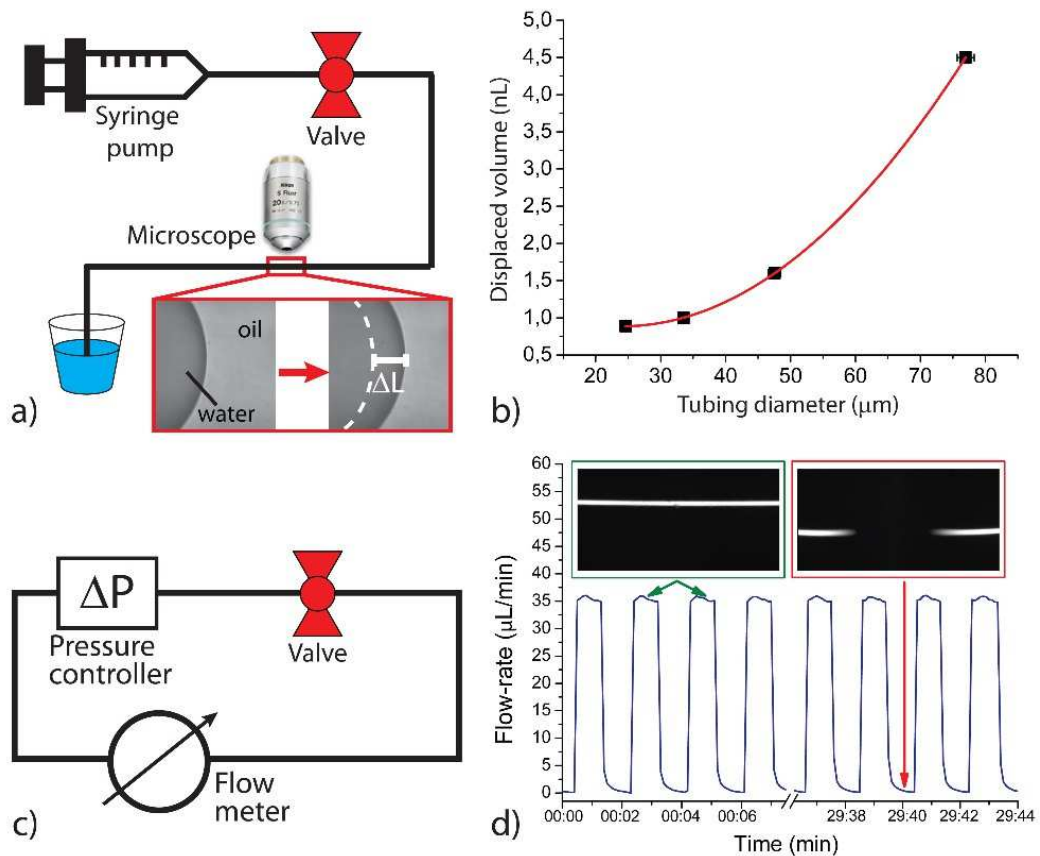 Syringe
pump
Valve
Microscope
oil
water
ΔL
a)
Displaced volume (nL)
5,0
4,5
4,0
3,5
3,0
2,5
2,0
1,5
1,0
0,5
20 30 40 50 60 70 80
Tubing diameter (μm)
b)
ΔP
Pressure
controller
Valve
Flow
meter
c)
Flow-rate (μL/min)
60
55
50
45
40
35
30
25
20
15
10
5
0
00:00 00:02 00:04 00:06 29:38 29:40 29:42 29:44
Time (min)
d)